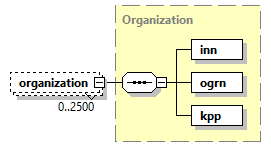 Organization
inn
organization
ogrn
0..2500
kpp